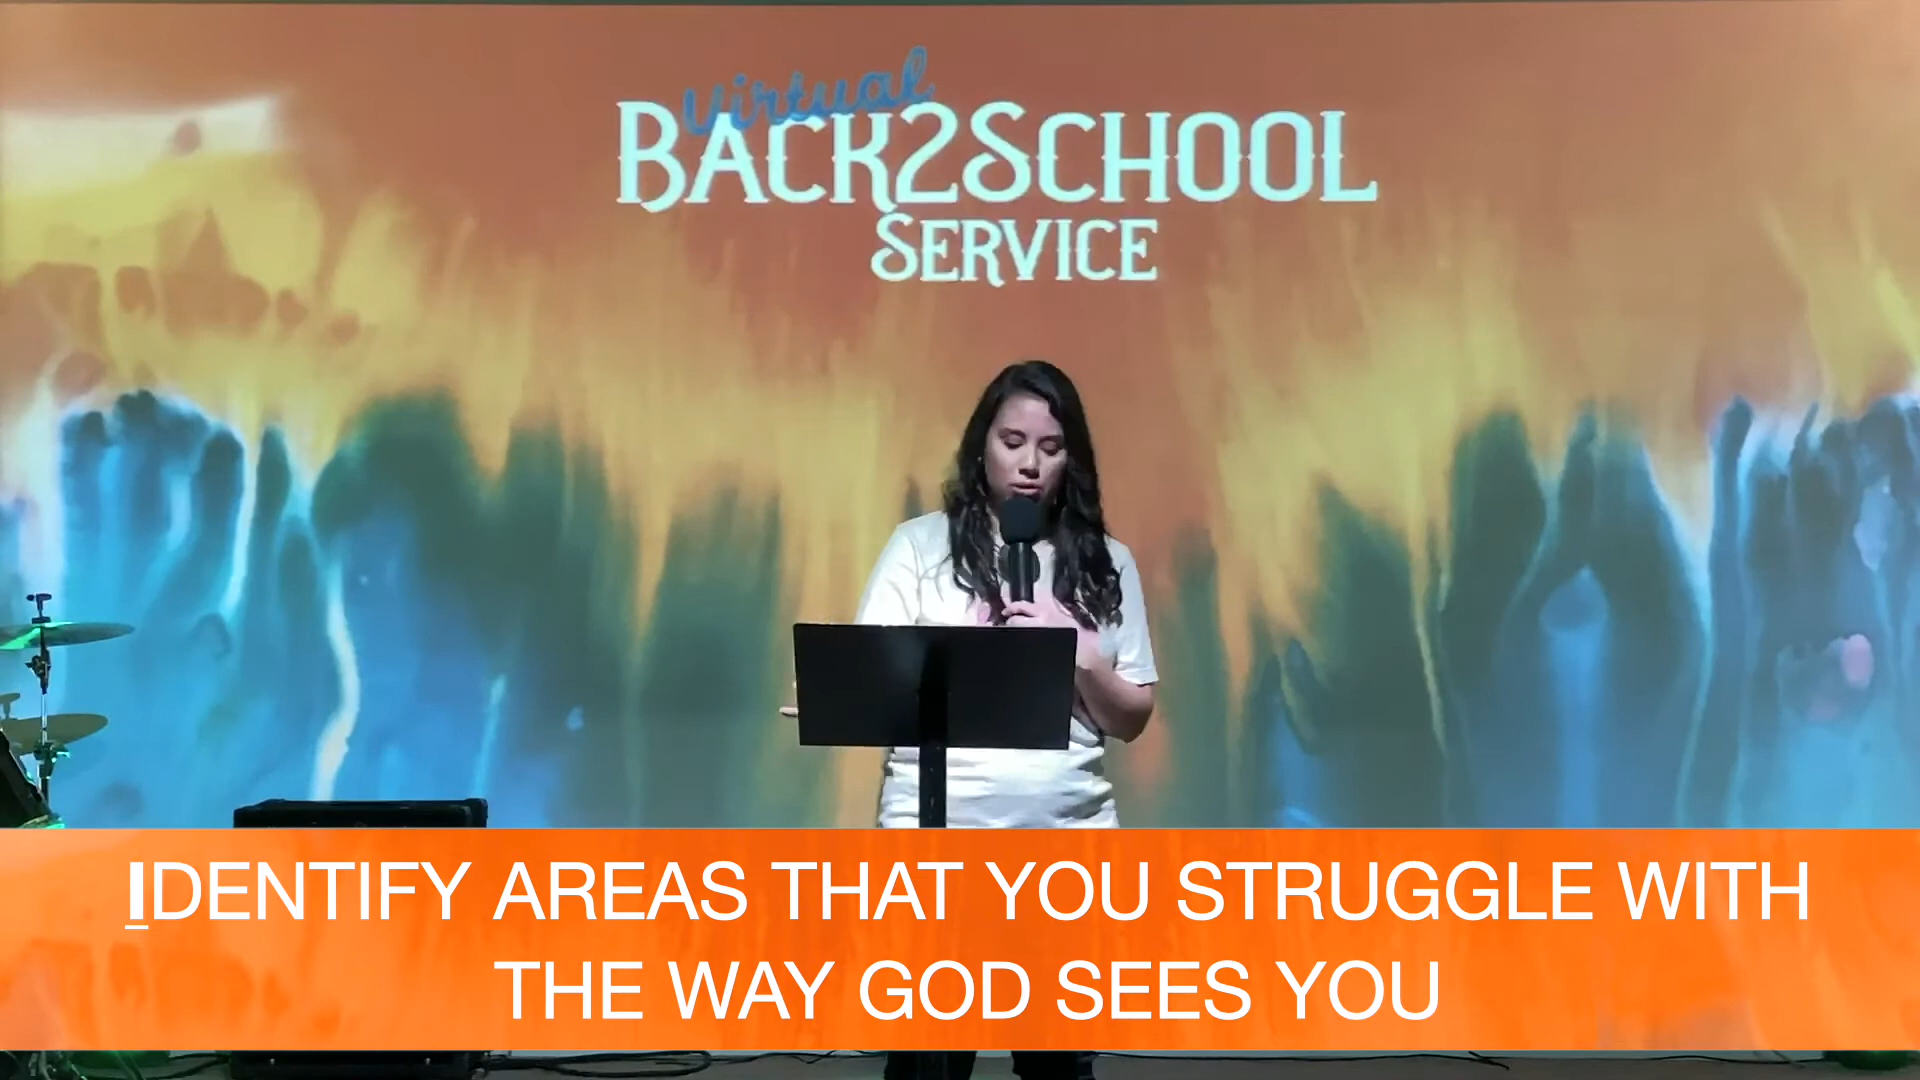 Virtual
BACK2SCHOOL
SERVICE
IDENTIFY AREAS THAT YOU STRUGGLE WITH
THE WAY GOD SEES YOU